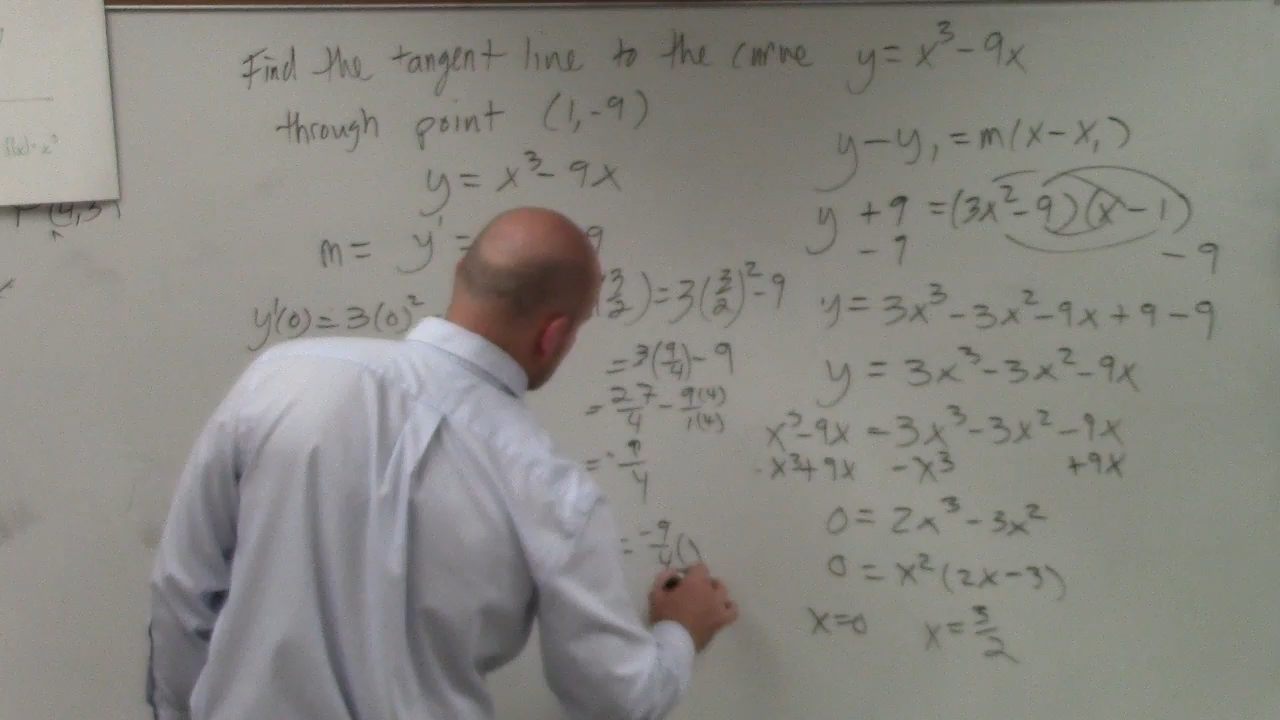 Find the tangent line to the curve y = x³ - 9x
through point (1, -9)
y = x³ - 9x
m = y' = 9
y'(0) = 3(0)²
(3/2) = 3(3/2)² - 9
= 3(9/4) - 9
= 27/4 - 9(4)/1(4)
= -9/4
= -9/4(
y - y₁ = m(x - x₁)
y + 9 = (3x² - 9)(x - 1)
- 9 - 9
y = 3x³ - 3x² - 9x + 9 - 9
y = 3x³ - 3x² - 9x
x³ - 9x = 3x³ - 3x² - 9x
- x³ + 9x - x³ + 9x
0 = 2x³ - 3x²
0 = x²(2x - 3)
x = 0 x = 3/2